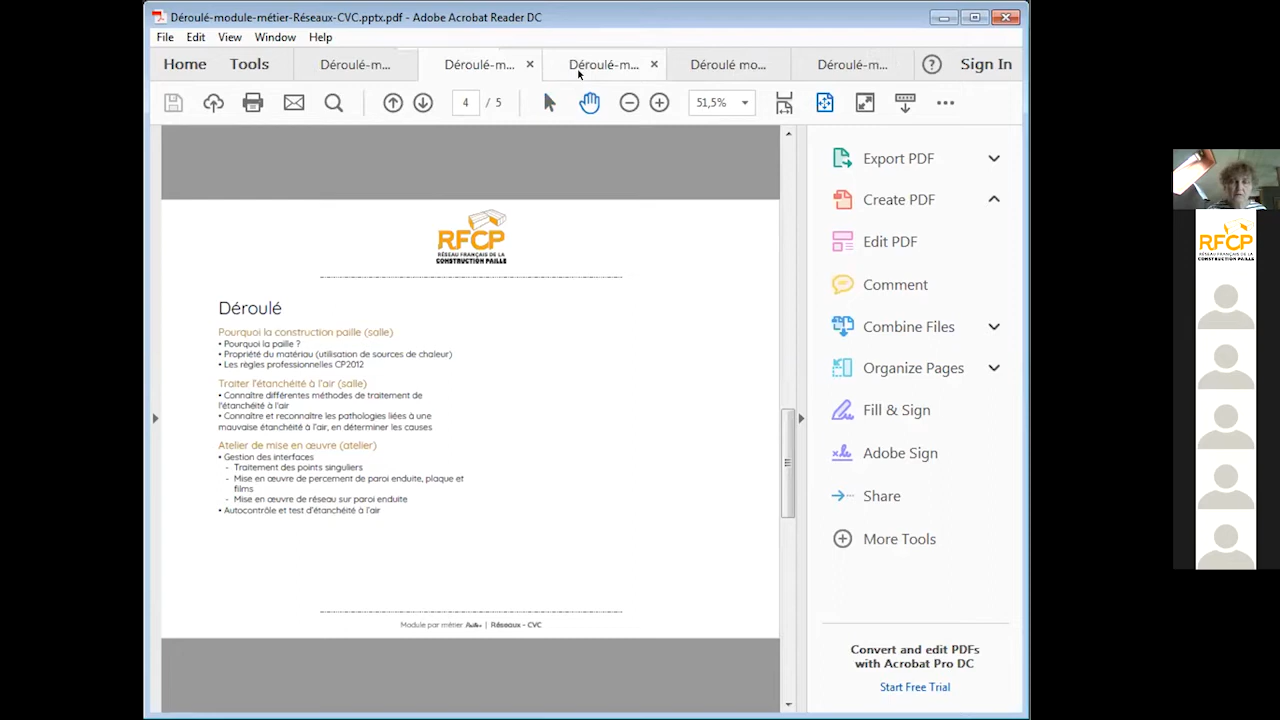 Déroulé-module-métier-Réseaux-CVC.pptx.pdf - Adobe Acrobat Reader DC
File Edit View Window Help
Home Tools Déroulé-m... Déroulé-m... Déroulé-m... Déroulé mo... Déroulé-m... Sign In
4 / 5 51,5%
RFCP
RÉSEAU FRANÇAIS DE LA
CONSTRUCTION PAILLE
Déroulé
Pourquoi la construction paille (salle)
• Pourquoi la paille ?
• Propriété du matériau (utilisation de sources de chaleur)
• Les règles professionnelles CP2012
Traiter l'étanchéité à l'air (salle)
• Connaître différentes méthodes de traitement de
l'étanchéité à l'air
• Connaître et reconnaître les pathologies liées à une
mauvaise étanchéité à l'air, en déterminer les causes
Atelier de mise en œuvre (atelier)
• Gestion des interfaces
- Traitement des points singuliers
- Mise en œuvre de percement de paroi enduite, plaque et
films
- Mise en œuvre de réseau sur paroi enduite
• Autocontrôle et test d'étanchéité à l'air
Module par métier | Réseaux - CVC
Export PDF
Create PDF
Edit PDF
Comment
Combine Files
Organize Pages
Fill & Sign
Adobe Sign
Share
More Tools
Convert and edit PDFs
with Acrobat Pro DC
Start Free Trial
RFCP
RÉSEAU FRANÇAIS DE LA
CONSTRUCTION PAILLE